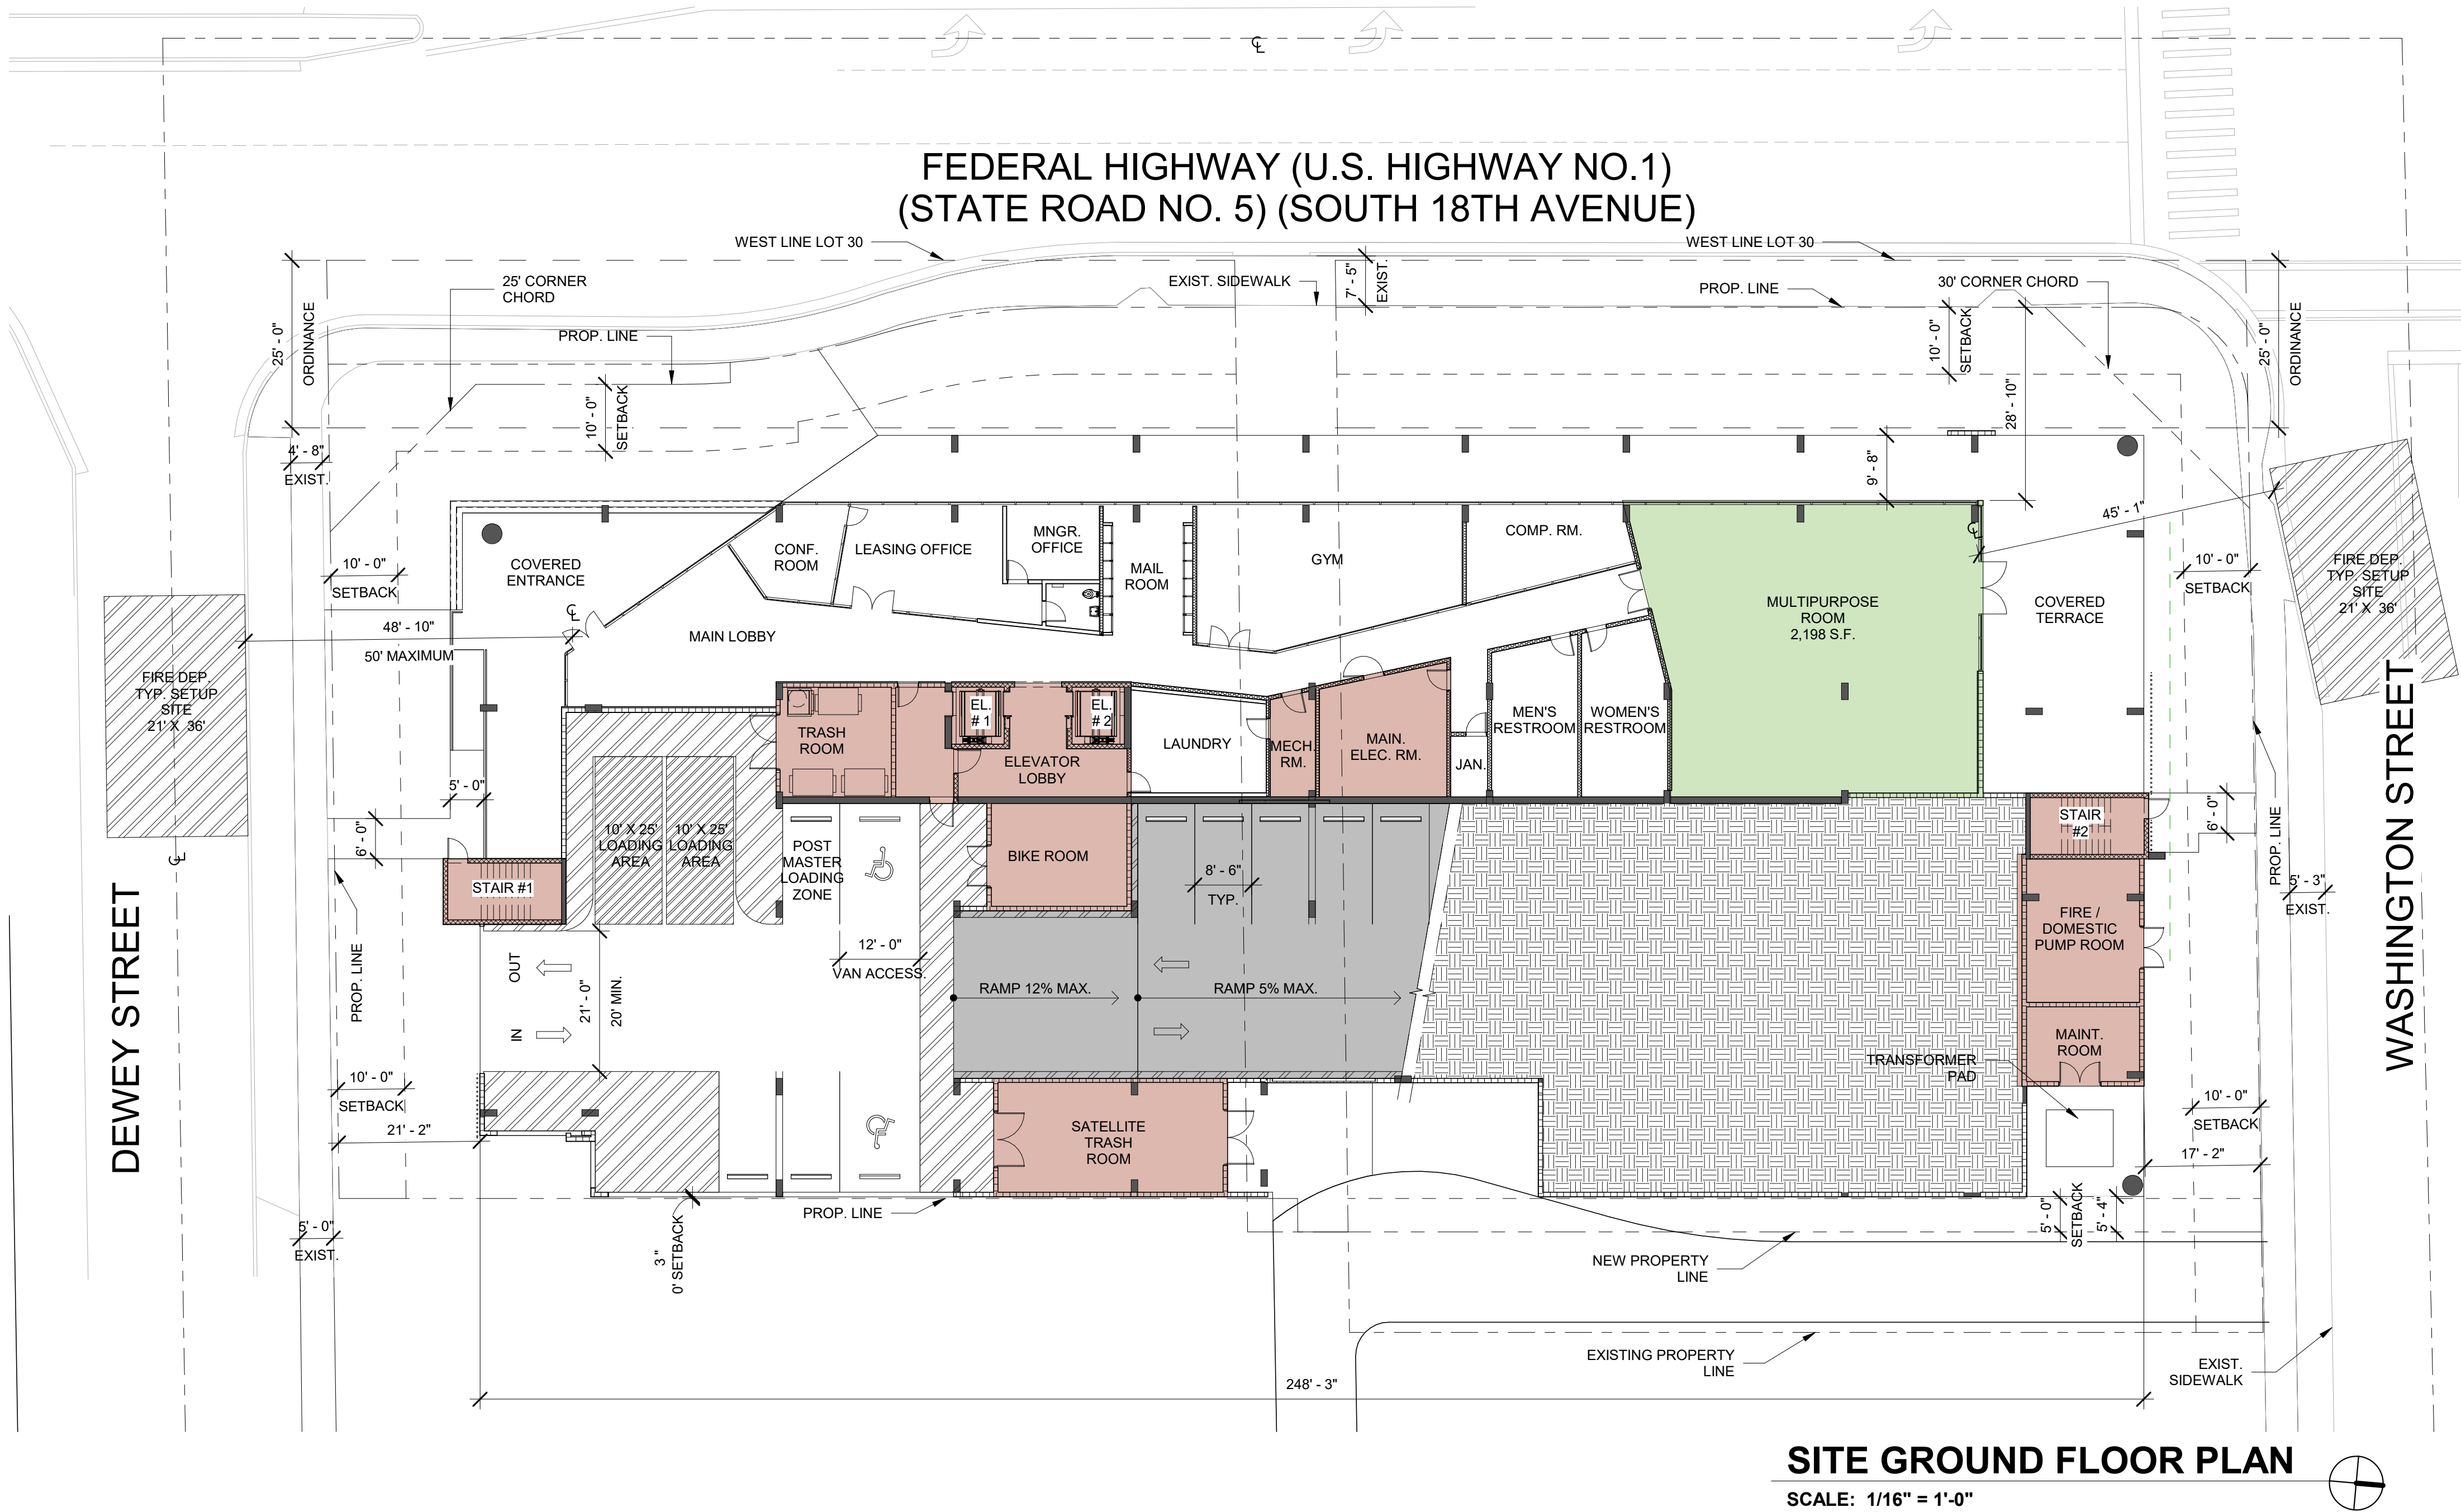 FEDERAL HIGHWAY (U.S. HIGHWAY NO.1)
(STATE ROAD NO. 5) (SOUTH 18TH AVENUE)
WEST LINE LOT 30
WEST LINE LOT 30
25' CORNER
CHORD
EXIST. SIDEWALK
7' - 5"
EXIST.
PROP. LINE
30' CORNER CHORD
25' - 0"
ORDINANCE
PROP. LINE
10' - 0"
SETBACK
10' - 0"
SETBACK
28' - 10"
25' - 0"
ORDINANCE
4' - 8"
EXIST.
9' - 8"
45' - 1"
COVERED
ENTRANCE
CONF.
ROOM
LEASING OFFICE
MNGR.
OFFICE
MAIL
ROOM
GYM
COMP. RM.
MULTIPURPOSE
ROOM
2,198 S.F.
COVERED
TERRACE
10' - 0"
SETBACK
10' - 0"
SETBACK
FIRE DEP.
TYP. SETUP
SITE
21' X 36'
48' - 10"
50' MAXIMUM
MAIN LOBBY
FIRE DEP.
TYP. SETUP
SITE
21' X 36'
TRASH
ROOM
EL.
# 1
EL.
# 2
ELEVATOR
LOBBY
LAUNDRY
MECH.
RM.
MAIN.
ELEC. RM.
JAN.
MEN'S
RESTROOM
WOMEN'S
RESTROOM
5' - 0"
6' - 0"
10' X 25'
LOADING
AREA
10' X 25'
LOADING
AREA
POST
MASTER
LOADING
ZONE
BIKE ROOM
8' - 6"
TYP.
STAIR
#2
6' - 0"
STAIR #1
PROP. LINE
5' - 3"
EXIST.
FIRE /
DOMESTIC
PUMP ROOM
DEWEY STREET
WASHINGTON STREET
PROP. LINE
OUT
IN
21' - 0"
20' MIN.
12' - 0"
VAN ACCESS.
RAMP 12% MAX.
RAMP 5% MAX.
MAINT.
ROOM
TRANSFORMER
PAD
10' - 0"
SETBACK
21' - 2"
10' - 0"
SETBACK
17' - 2"
SATELLITE
TRASH
ROOM
5' - 0"
EXIST.
3"
0' SETBACK
PROP. LINE
5' - 0"
SETBACK
5' - 4"
NEW PROPERTY
LINE
EXISTING PROPERTY
LINE
EXIST.
SIDEWALK
248' - 3"
SITE GROUND FLOOR PLAN
SCALE: 1/16" = 1'-0"